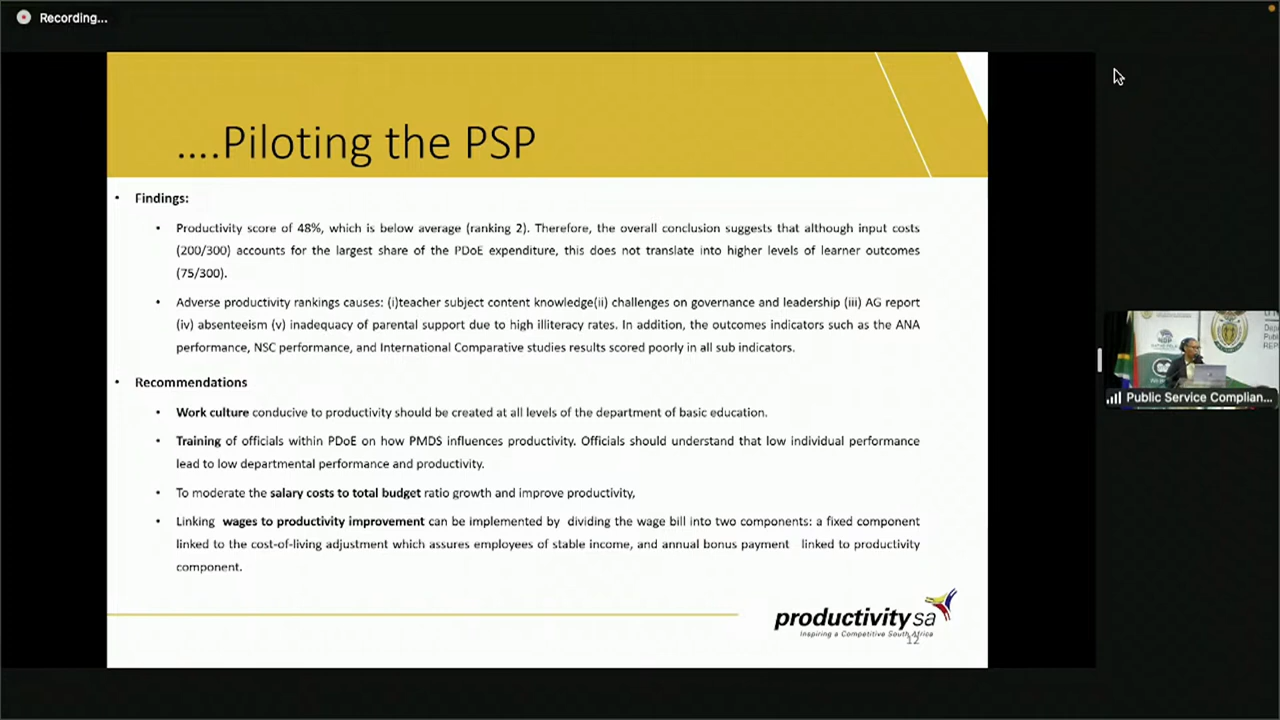 Recording...
....Piloting the PSP
• Findings:
• Productivity score of 48%, which is below average (ranking 2). Therefore, the overall conclusion suggests that although input costs
(200/300) accounts for the largest share of the PDoE expenditure, this does not translate into higher levels of learner outcomes
(75/300).
• Adverse productivity rankings causes: (i)teacher subject content knowledge(ii) challenges on governance and leadership (iii) AG report
(iv) absenteeism (v) inadequacy of parental support due to high illiteracy rates. In addition, the outcomes indicators such as the ANA
performance, NSC performance, and International Comparative studies results scored poorly in all sub indicators.
• Recommendations
• Work culture conducive to productivity should be created at all levels of the department of basic education.
• Training of officials within PDoE on how PMDS influences productivity. Officials should understand that low individual performance
lead to low departmental performance and productivity.
• To moderate the salary costs to total budget ratio growth and improve productivity,
• Linking wages to productivity improvement can be implemented by dividing the wage bill into two components: a fixed component
linked to the cost-of-living adjustment which assures employees of stable income, and annual bonus payment linked to productivity
component.
productivity sa
Inspiring a Competitive South Africa
12
Public Service Complian...